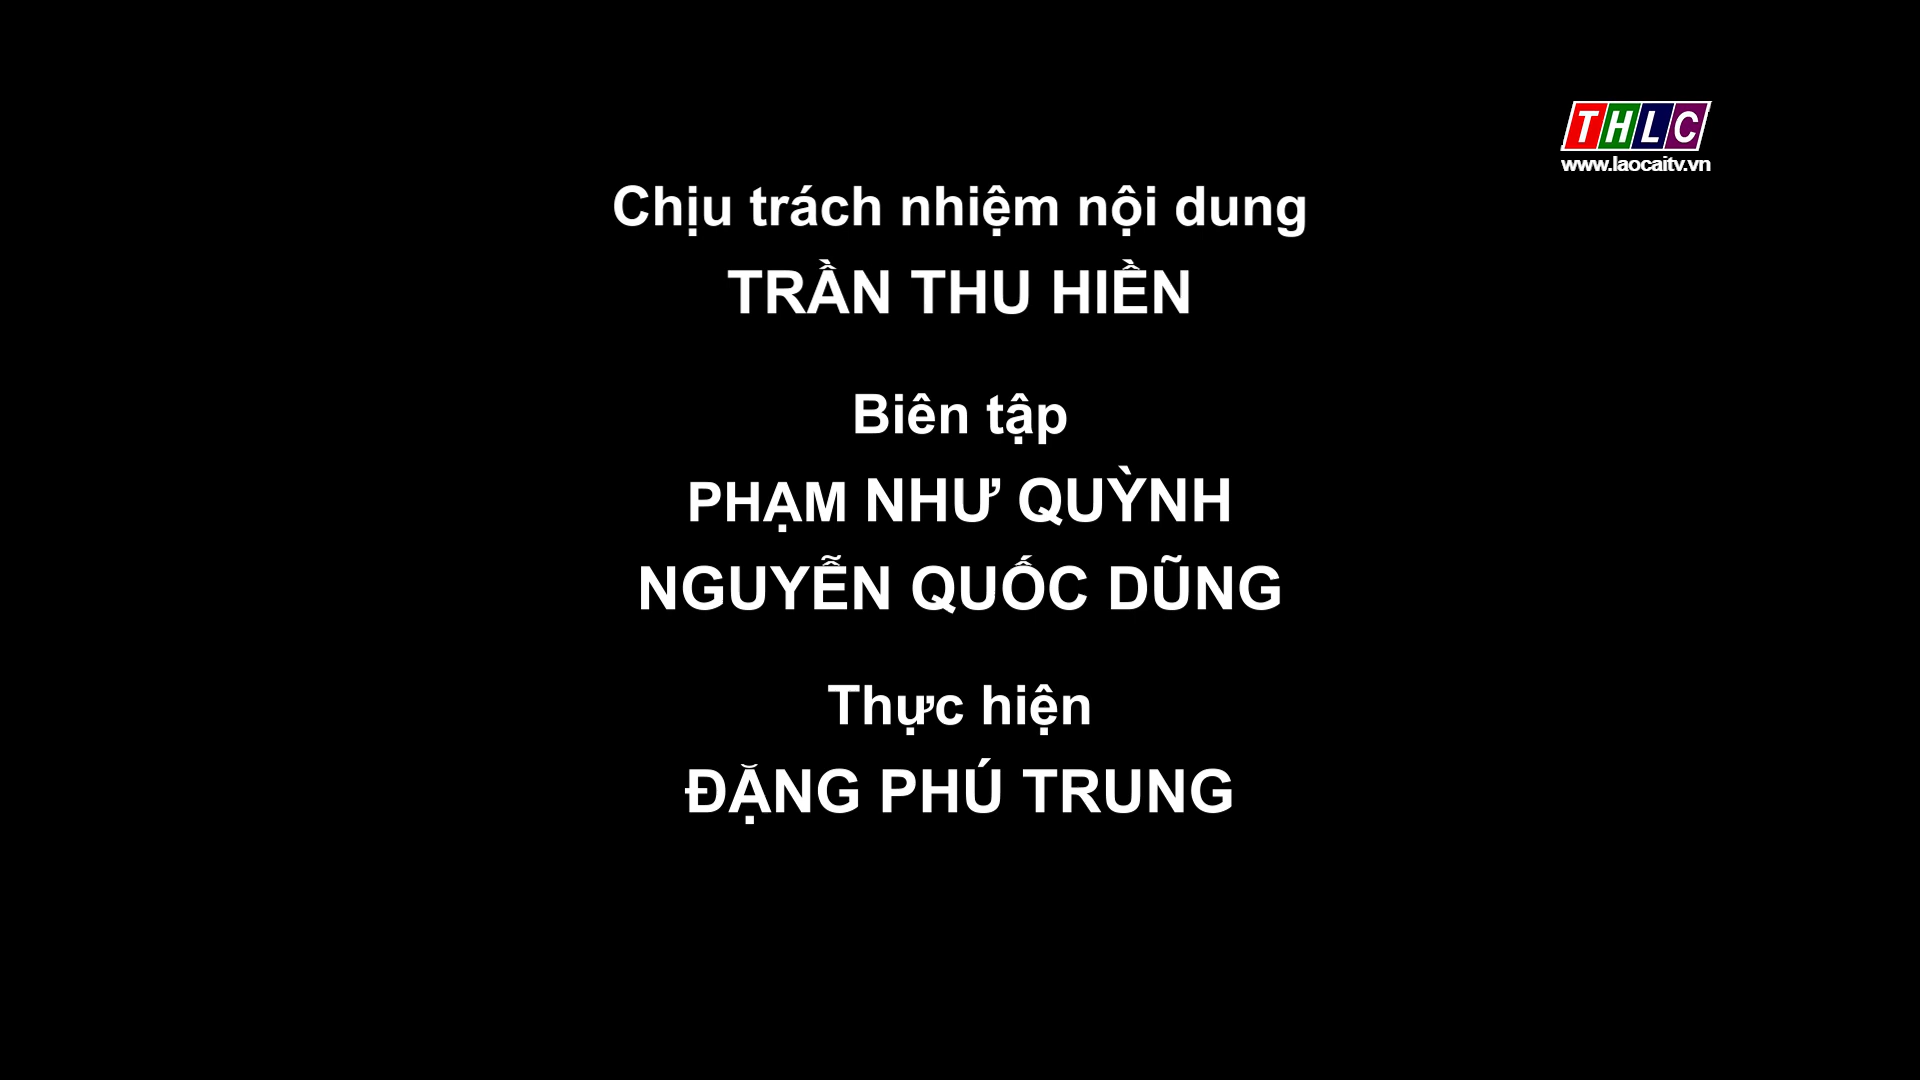 THLC
www.laocaitv.vn
Chịu trách nhiệm nội dung
TRẦN THU HIỀN
Biên tập
PHẠM NHƯ QUỲNH
NGUYỄN QUỐC DŨNG
Thực hiện
ĐẶNG PHÚ TRUNG